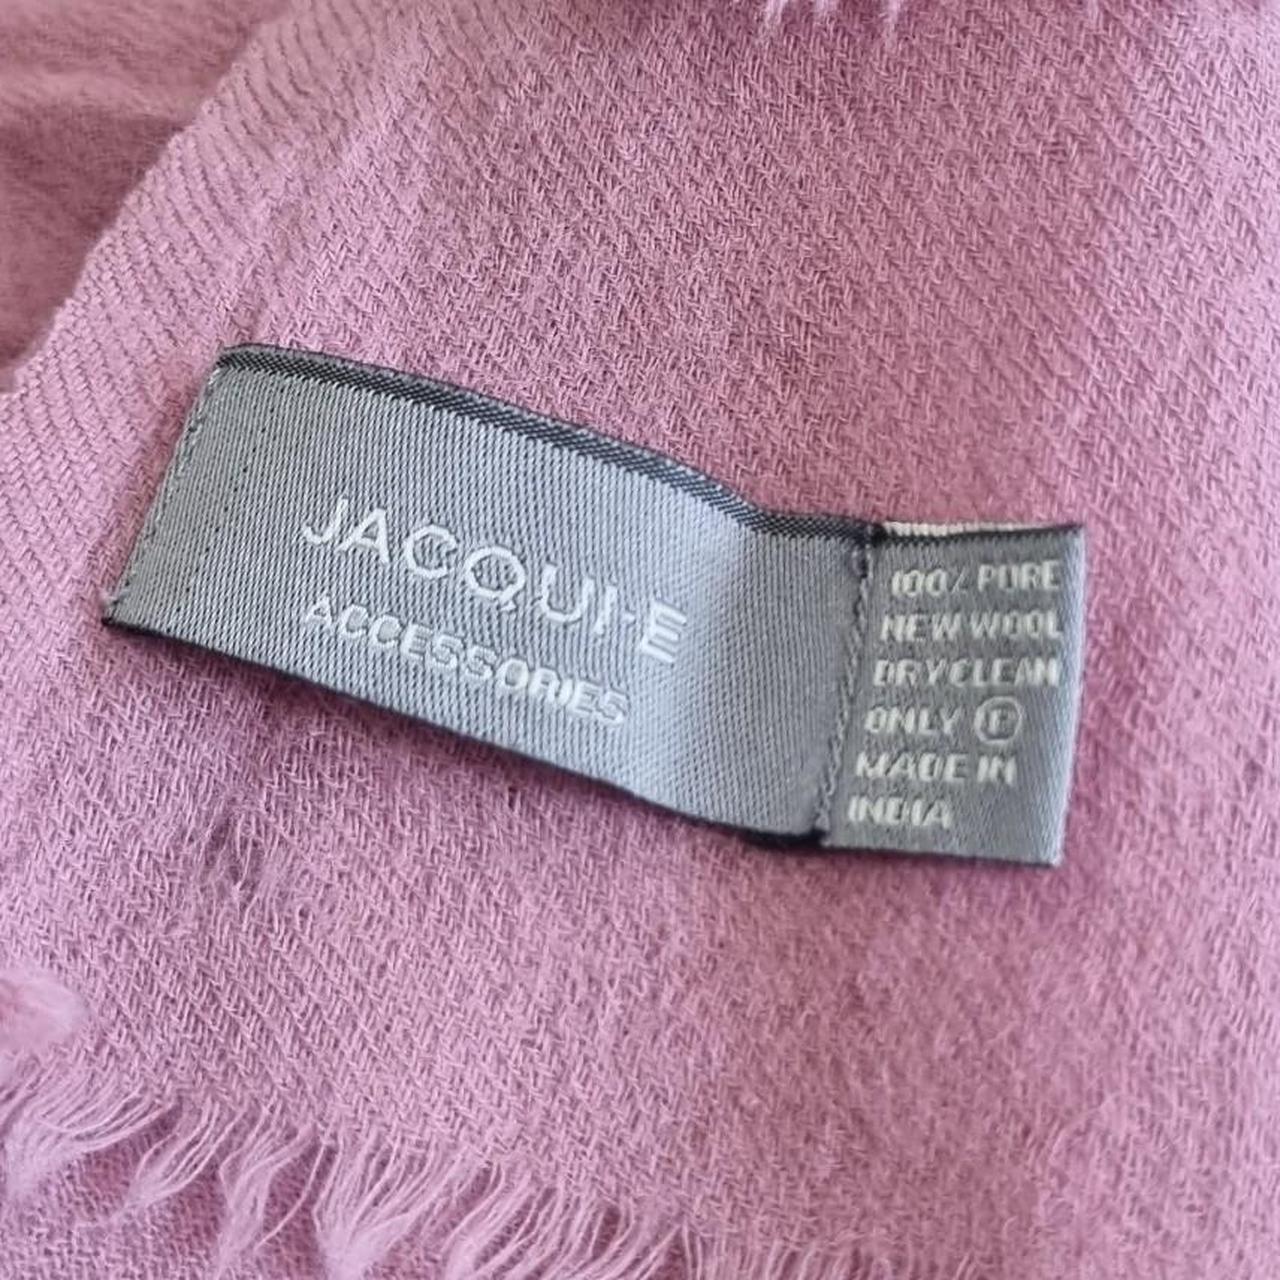 JACQUI·E
ACCESSORIES
100% PURE
NEW WOOL
DRYCLEAN
ONLY Ⓟ
MADE IN
INDIA